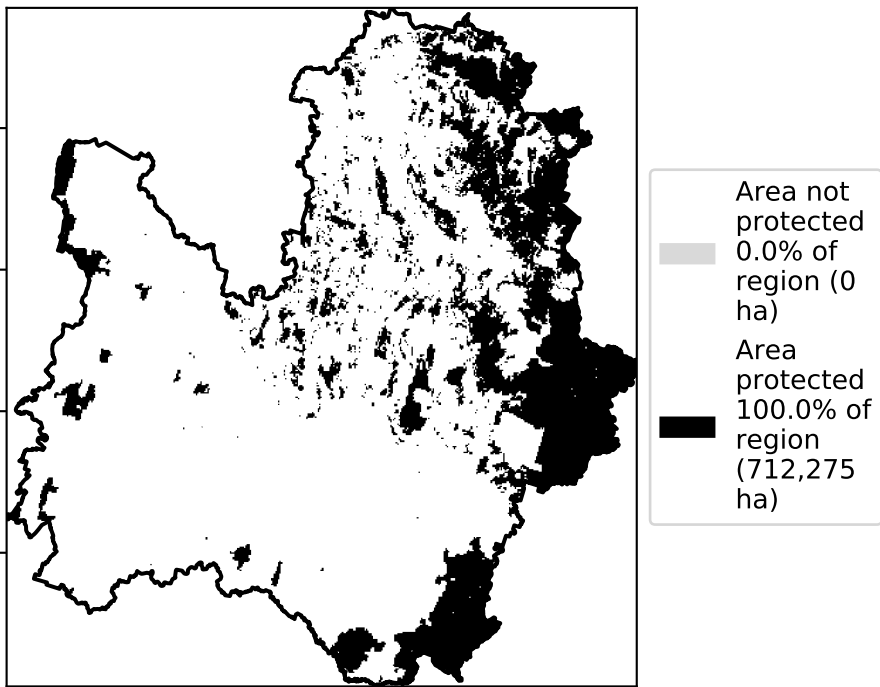 Area not
protected
0.0% of
region (0
ha)
Area
protected
100.0% of
region
(712,275
ha)